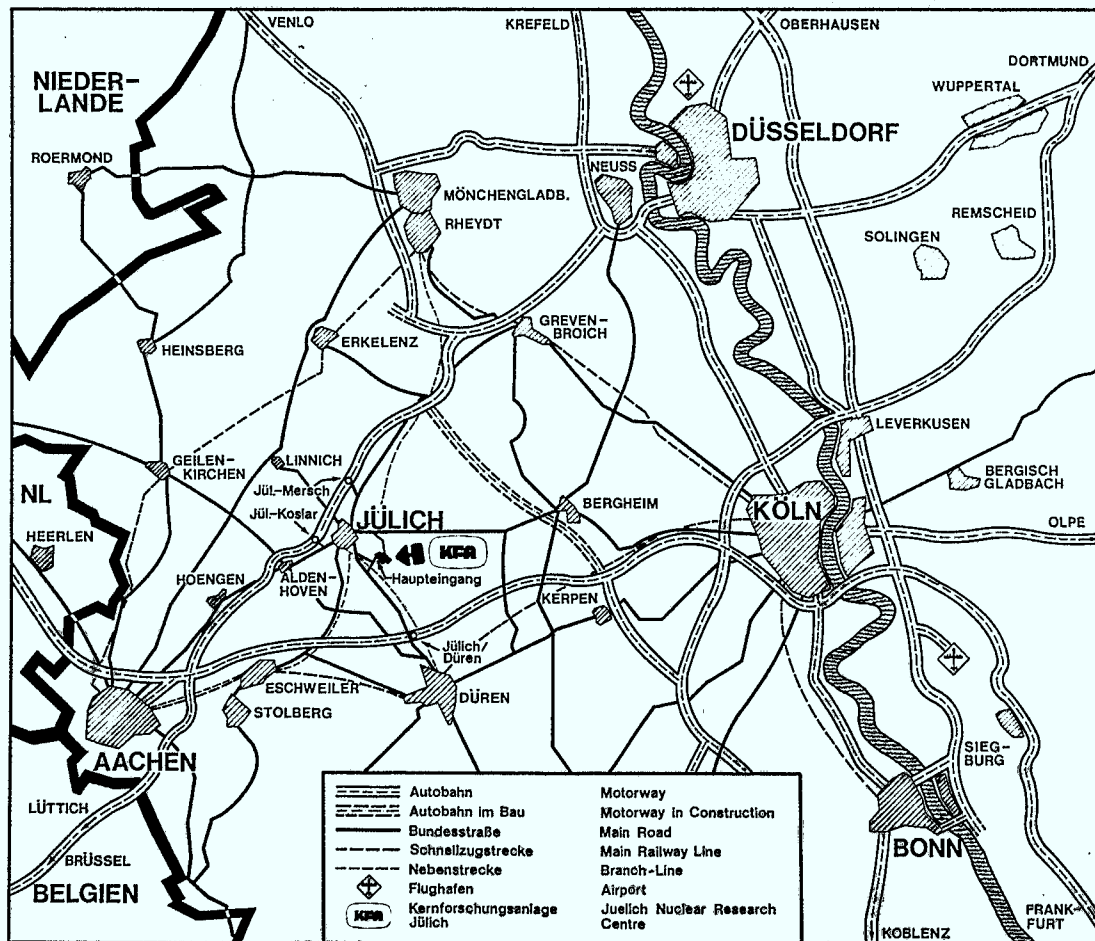 VENLO
KREFELD
OBERHAUSEN
DORTMUND
WUPPERTAL
NIEDER-
LANDE
DÜSSELDORF
ROERMOND
NEUSS
MÖNCHENGLADB.
RHEYDT
REMSCHEID
SOLINGEN
GREVEN-
BROICH
ERKELENZ
HEINSBERG
LEVERKUSEN
GEILEN-
KIRCHEN
LINNICH
BERGISCH
GLADBACH
NL
Jül.-Mersch
BERGHEIM
KÖLN
Jül.-Koslar
JÜLICH
OLPE
HEERLEN
KFA
HOENGEN
ALDEN-
HOVEN
Haupteingang
KERPEN
Jülich/
Düren
ESCHWEILER
DÜREN
STOLBERG
AACHEN
SIEG-
BURG
LÜTTICH
BRÜSSEL
BELGIEN
BONN
FRANK-
FURT
KOBLENZ
Autobahn Motorway
Autobahn im Bau Motorway in Construction
Bundesstraße Main Road
Schnellzugstrecke Main Railway Line
Nebenstrecke Branch-Line
Flughafen Airport
KFA Kernforschungsanlage Juelich Nuclear Research
Jülich Centre